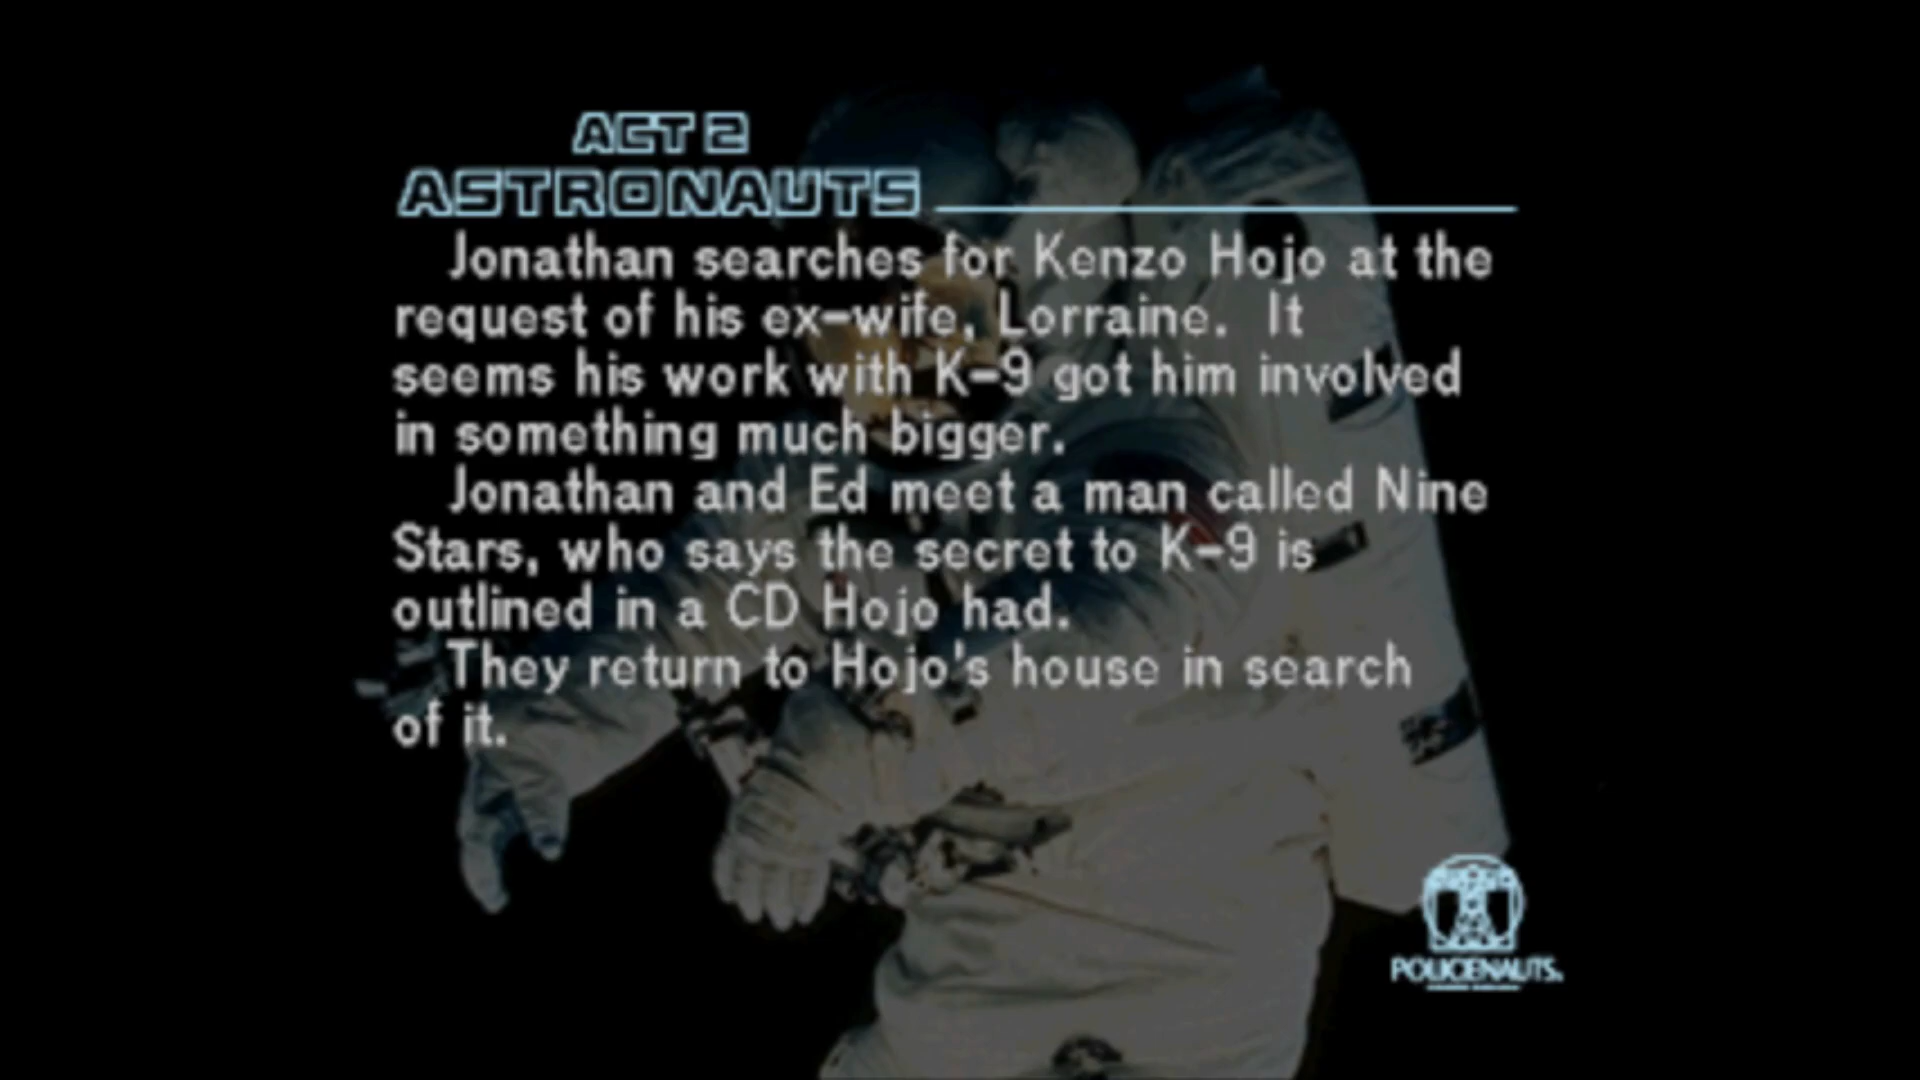 ACT 2
ASTRONAUTS
Jonathan searches for Kenzo Hojo at the
request of his ex-wife, Lorraine. It
seems his work with K-9 got him involved
in something much bigger.
Jonathan and Ed meet a man called Nine
Stars, who says the secret to K-9 is
outlined in a CD Hojo had.
They return to Hojo's house in search
of it.
POLICENAUTS